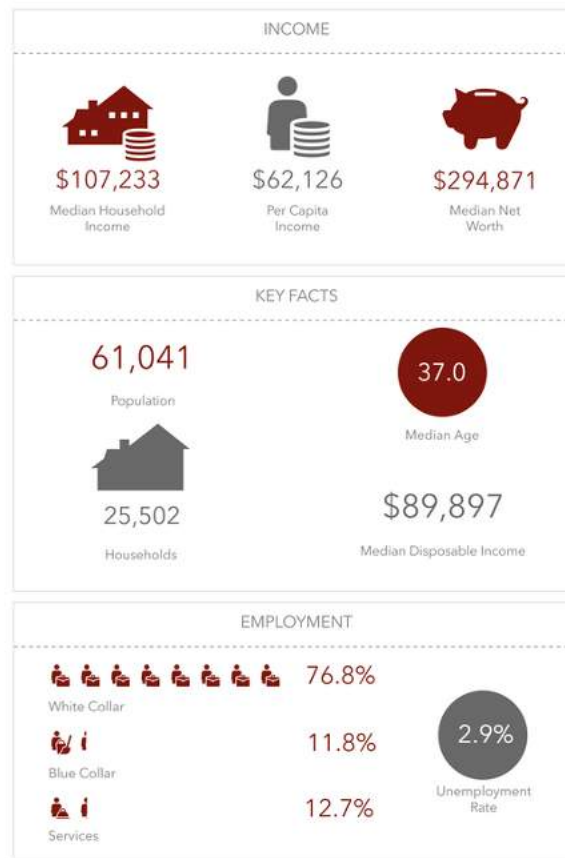 INCOME
$107,233
Median Household
Income
$62,126
Per Capita
Income
$294,871
Median Net
Worth
KEY FACTS
61,041
Population
37.0
Median Age
25,502
Households
$89,897
Median Disposable Income
EMPLOYMENT
76.8%
White Collar
11.8%
Blue Collar
12.7%
Services
2.9%
Unemployment
Rate